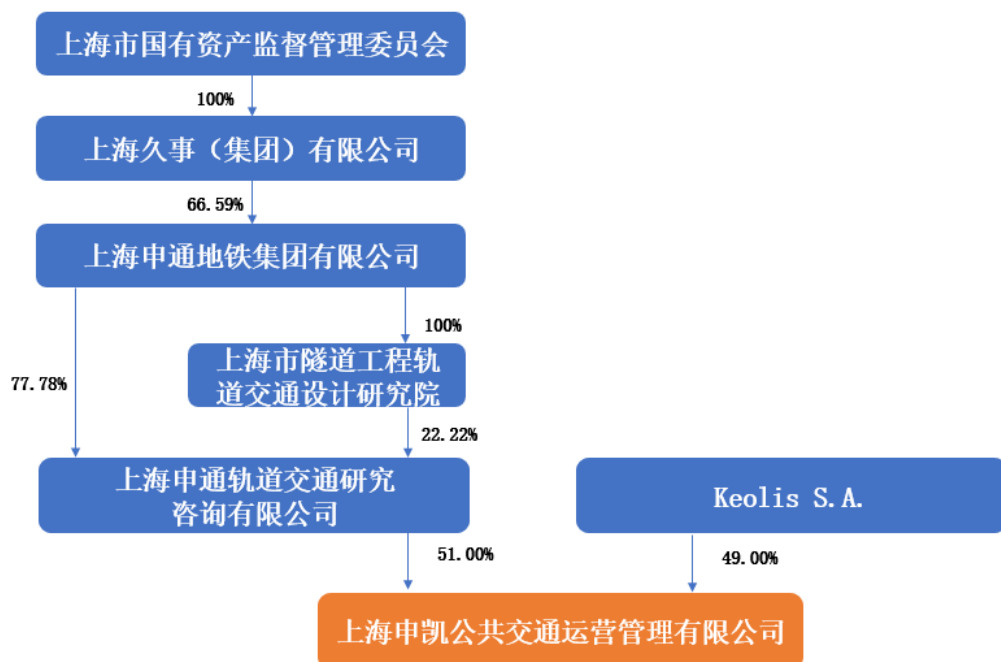 上海市国有资产监督管理委员会
100%
上海久事（集团）有限公司
66.59%
上海申通地铁集团有限公司
100%
上海市隧道工程轨
道交通设计研究院
77.78%
22.22%
上海申通轨道交通研究
咨询有限公司
Keolis S.A.
51.00%
49.00%
上海申凯公共交通运营管理有限公司